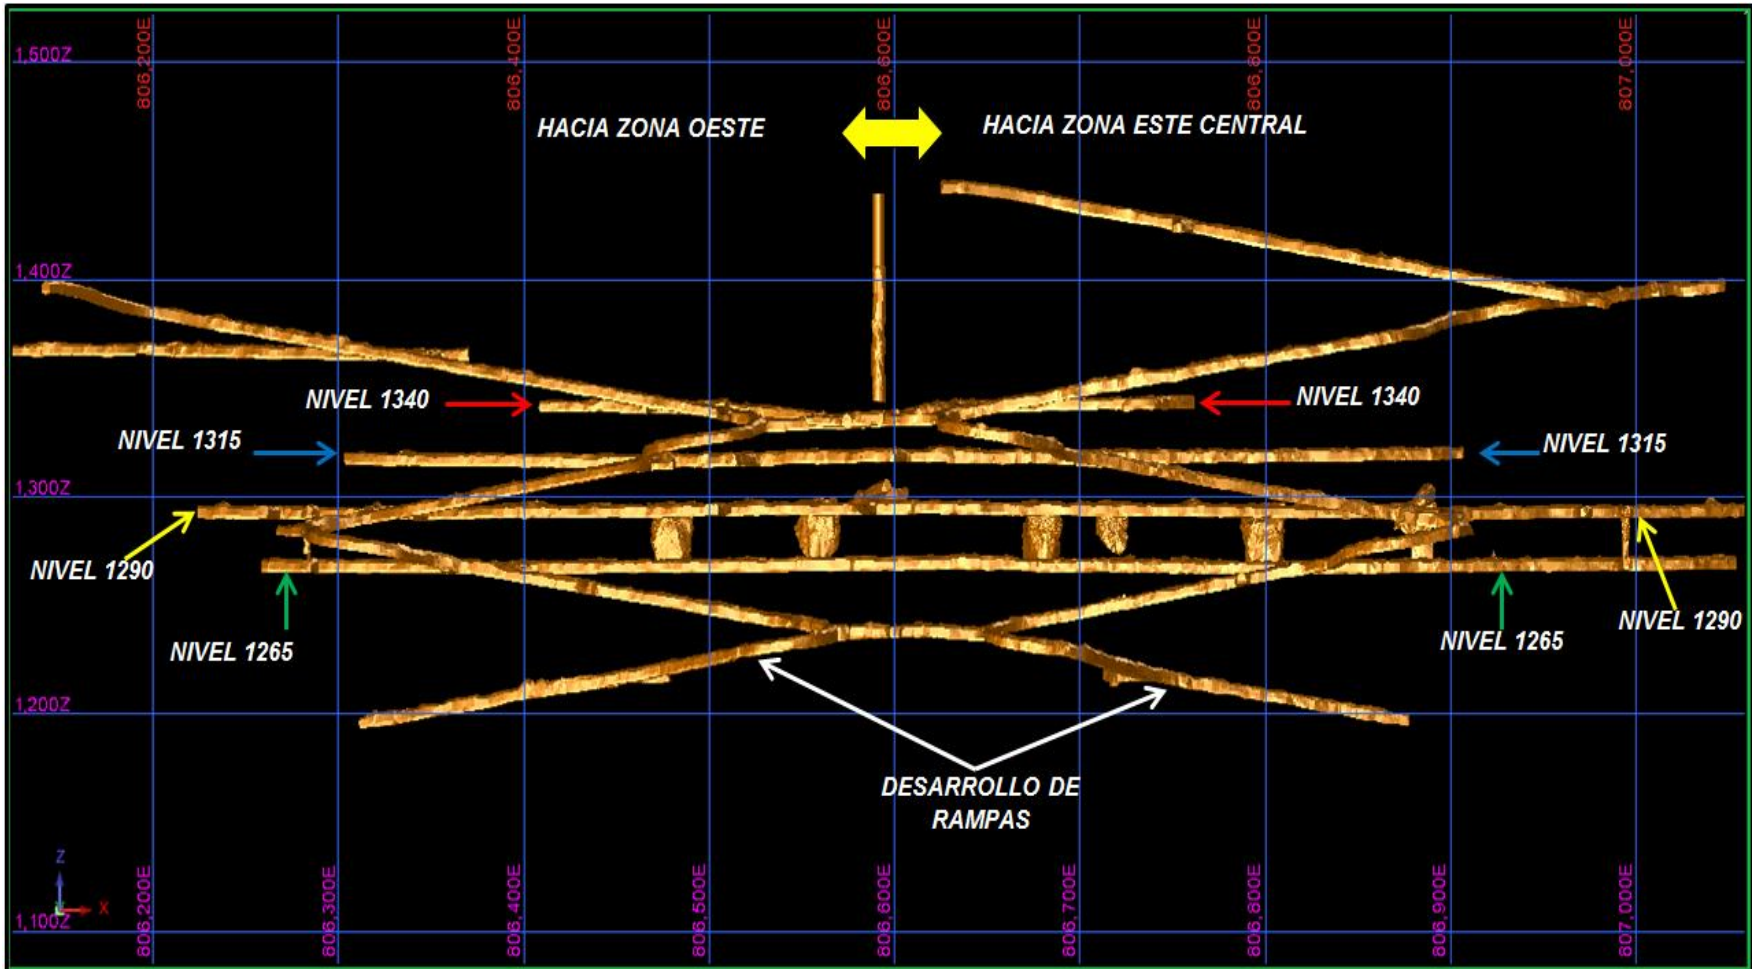 806,200E
806,400E
806,600E
806,800E
807,000E
1,500Z
HACIA ZONA OESTE
HACIA ZONA ESTE CENTRAL
1,400Z
NIVEL 1340
NIVEL 1340
NIVEL 1315
NIVEL 1315
1,300Z
NIVEL 1290
NIVEL 1290
NIVEL 1265
NIVEL 1265
1,200Z
DESARROLLO DE
RAMPAS
Z
X
1,100Z
806,200E
806,300E
806,400E
806,500E
806,600E
806,700E
806,800E
806,900E
807,000E